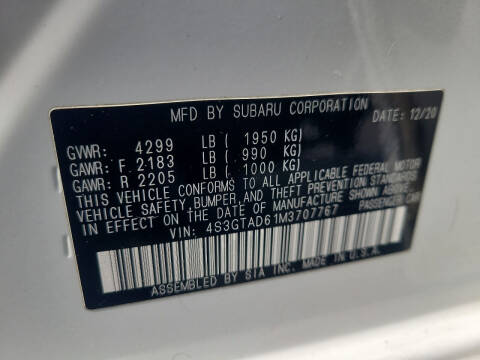 MFD BY SUBARU CORPORATION
DATE: 12/20
GVWR: 4299 LB ( 1950 KG)
GAWR: F 2183 LB ( 990 KG)
GAWR: R 2205 LB ( 1000 KG)
THIS VEHICLE CONFORMS TO ALL APPLICABLE FEDERAL MOTOR
VEHICLE SAFETY, BUMPER, AND THEFT PREVENTION STANDARDS
IN EFFECT ON THE DATE OF MANUFACTURE SHOWN ABOVE.
VIN: 4S3GTAD61M3707767 PASSENGER CAR
ASSEMBLED BY SIA INC. MADE IN U.S.A.